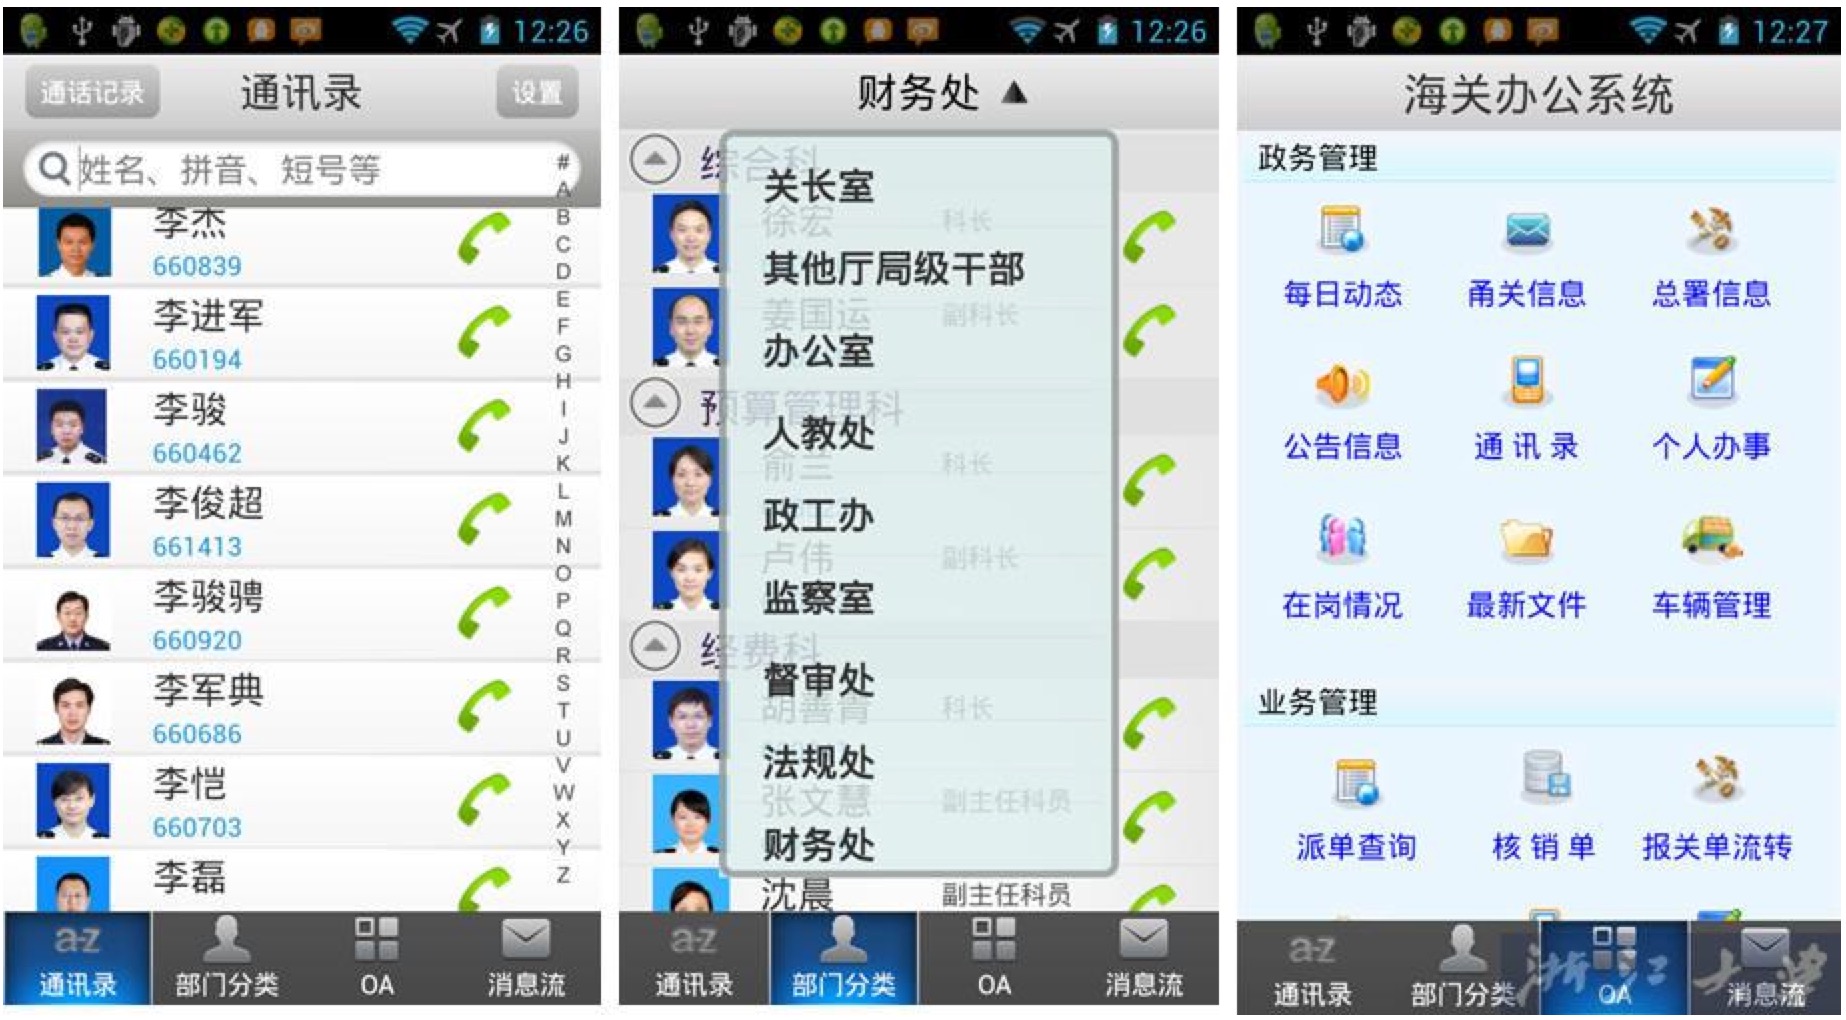 12:26
通话记录 通讯录 设置
姓名、拼音、短号等
#
A
B
C
D
E
F
G
H
I
J
K
L
M
N
O
P
Q
R
S
T
U
V
W
X
Y
Z
李杰
660839
李进军
660194
李骏
660462
李俊超
661413
李骏骋
660920
李军典
660686
李恺
660703
李磊
a-z
通讯录 部门分类 OA 消息流
12:26
财务处
综合科
关长室
徐宏 科长
其他厅局级干部
姜国运 副科长
办公室
预算管理科
人教处
俞兰 科长
政工办
卢伟 副科长
监察室
经费科
督审处
胡善青 科长
法规处
张文慧 副主任科员
财务处
沈晨 副主任科员
a-z
通讯录 部门分类 OA 消息流
12:27
海关办公系统
政务管理
每日动态 甬关信息 总署信息
公告信息 通讯录 个人办事
在岗情况 最新文件 车辆管理
业务管理
派单查询 核销单 报关单流转
a-z
通讯录 部门分类 OA 消息流
浙江大学